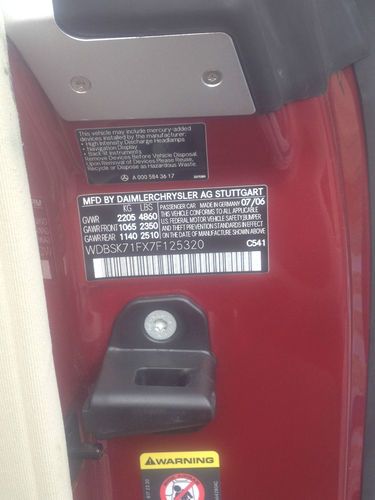 This vehicle may include mercury-added
devices installed by the manufacturer:
• High Intensity Discharge Headlamps
• Navigation Display
• Back lit Instruments
Remove Devices Before Vehicle Disposal.
Upon Removal of Devices Please Reuse,
Recycle or Dispose as Hazardous Waste.
A 000 584 36 17
MFD BY DAIMLERCHRYSLER AG STUTTGART
KG LBS PASSENGER CAR MADE IN GERMANY 07/06
GVWR 2205 4860 THIS VEHICLE CONFORMS TO ALL APPLICABLE
GAWR FRONT 1065 2350 U.S. FEDERAL MOTOR VEHICLE SAFETY, BUMPER
GAWR REAR 1140 2510 AND THEFT PREVENTION STANDARDS IN EFFECT
ON THE DATE OF MANUFACTURE SHOWN ABOVE
WDBSK71FX7F125320 C541
WARNING